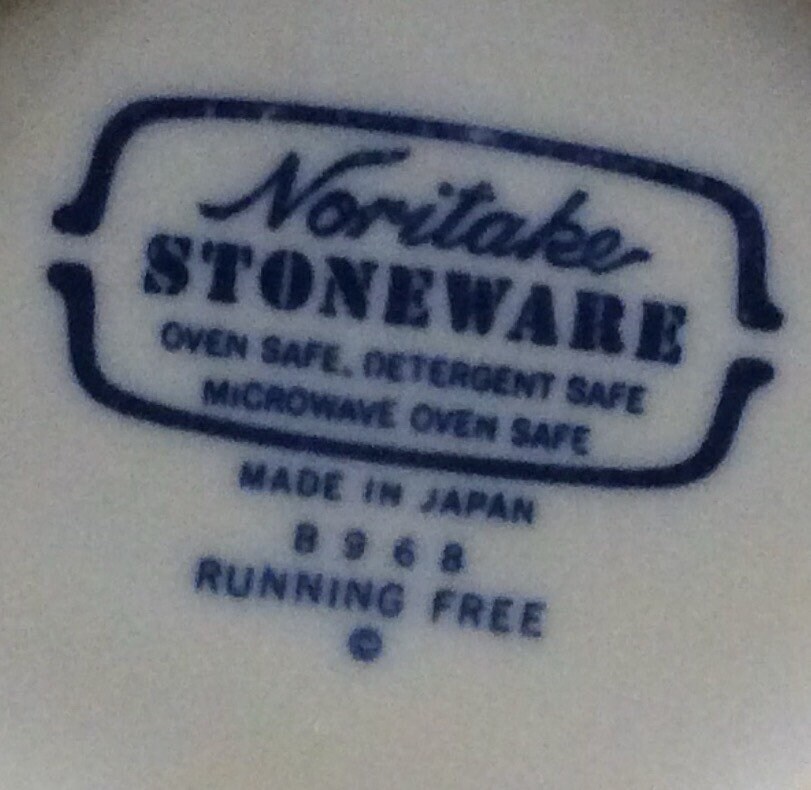 Noritake
STONEWARE
OVEN SAFE, DETERGENT SAFE
MICROWAVE OVEN SAFE
MADE IN JAPAN
8968
RUNNING FREE
©